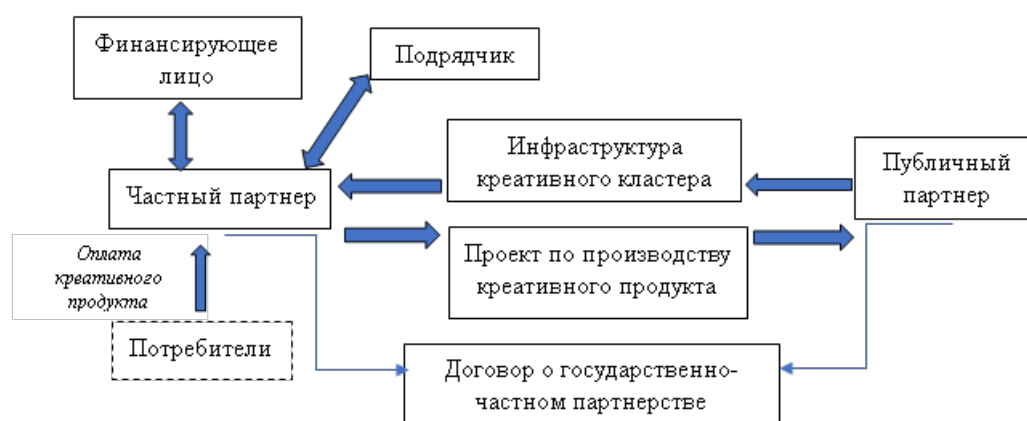 Финансирующее
лицо
Подрядчик
Инфраструктура
креативного кластера
Публичный
партнер
Частный партнер
Оплата
креативного
продукта
Проект по производству
креативного продукта
Потребители
Договор о государственно-
частном партнерстве